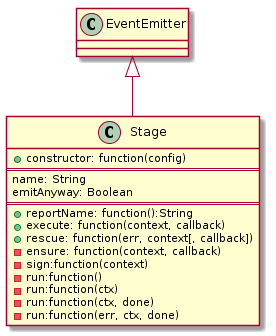 C EventEmitter
C Stage
constructor: function(config)
name: String
emitAnyway: Boolean
reportName: function():String
execute: function(context, callback)
rescue: function(err, context[, callback])
ensure: function(context, callback)
sign:function(context)
run:function()
run:function(ctx)
run:function(ctx, done)
run:function(err, ctx, done)